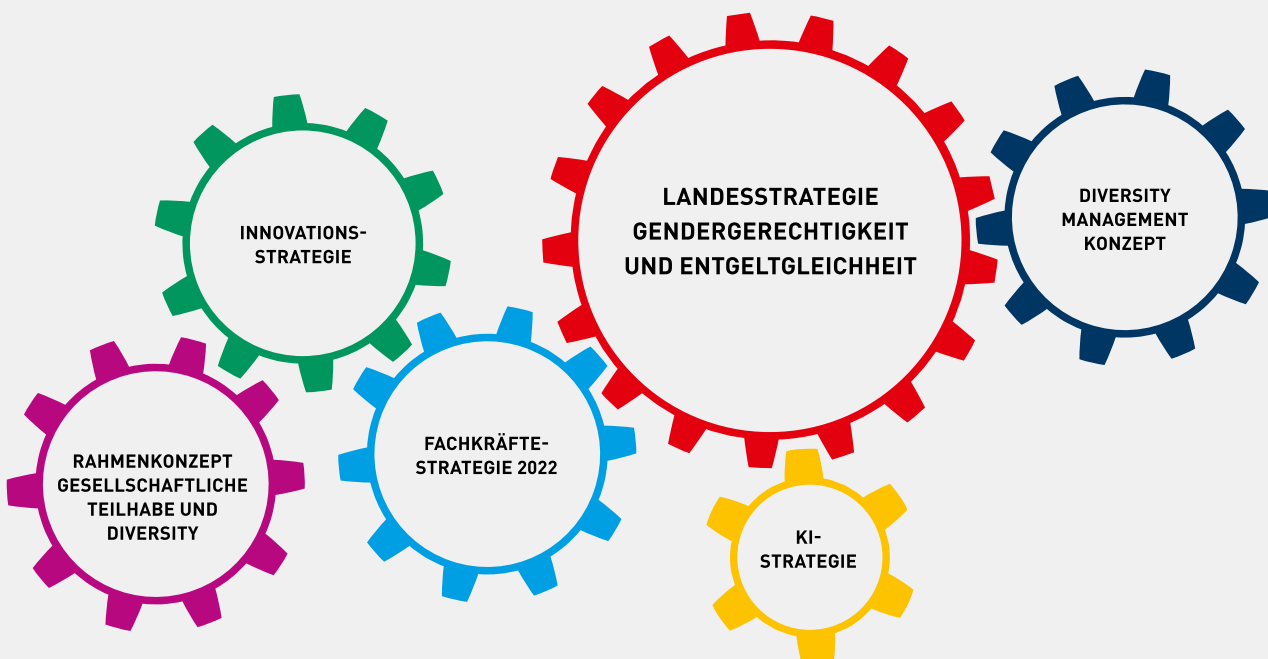 INNOVATIONS-
STRATEGIE
LANDESSTRATEGIE
GENDERGERECHTIGKEIT
UND ENTGELTGLEICHHEIT
DIVERSITY
MANAGEMENT
KONZEPT
RAHMENKONZEPT
GESELLSCHAFTLICHE
TEILHABE UND
DIVERSITY
FACHKRÄFTE-
STRATEGIE 2022
KI-
STRATEGIE